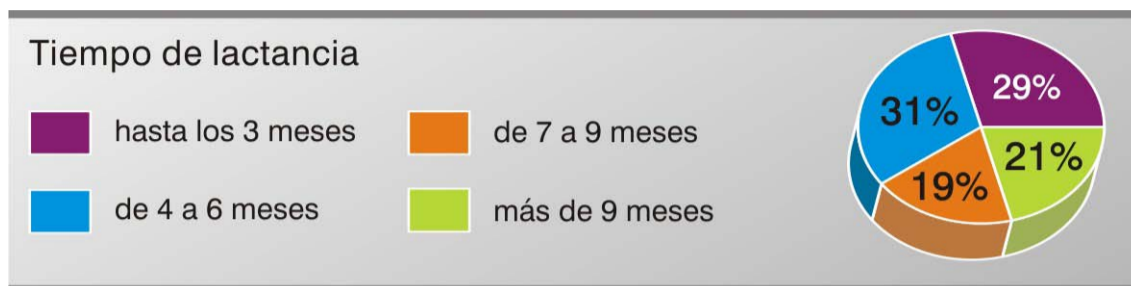 Tiempo de lactancia
hasta los 3 meses
de 7 a 9 meses
de 4 a 6 meses
más de 9 meses
29%
31%
21%
19%